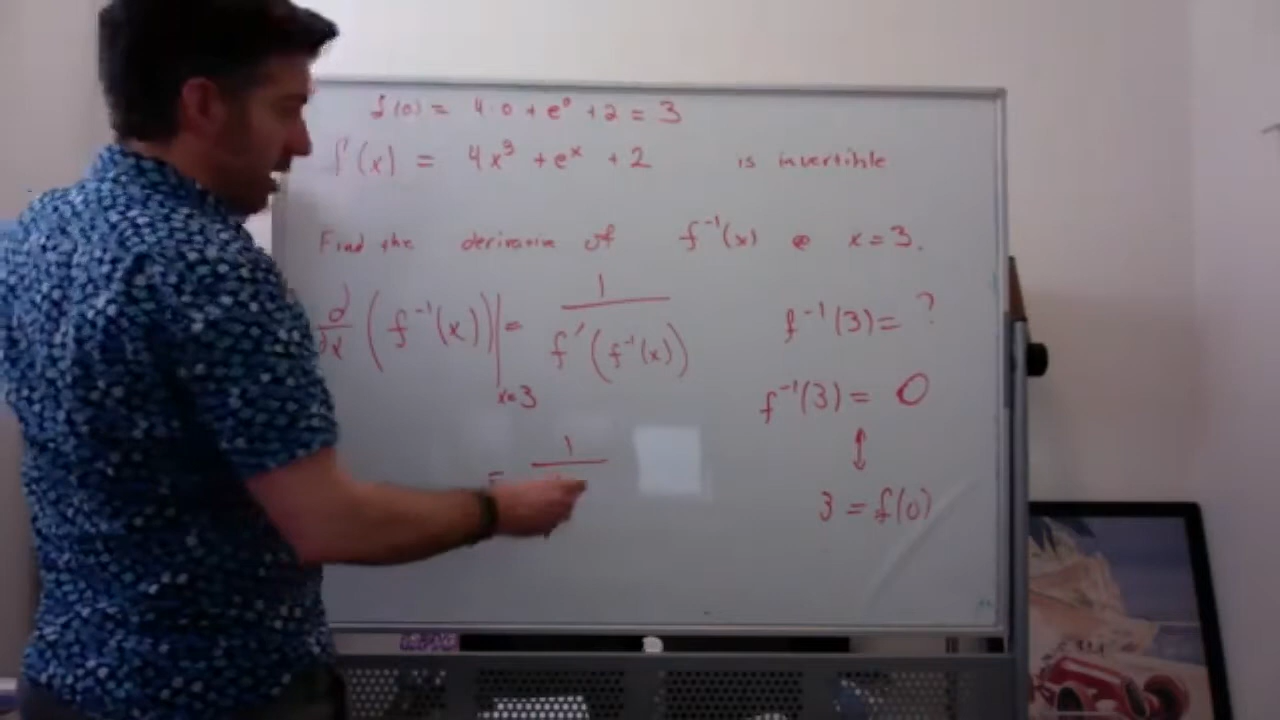 f(0) = 4·0 + e⁰ + 2 = 3
f(x) = 4x³ + eˣ + 2 is invertible
Find the derivative of f⁻¹(x) @ x = 3.
d/dx (f⁻¹(x))|ₓ₌₃ = 1/f′(f⁻¹(x))
f⁻¹(3) = ?
f⁻¹(3) = 0
↕
3 = f(0)
= 1